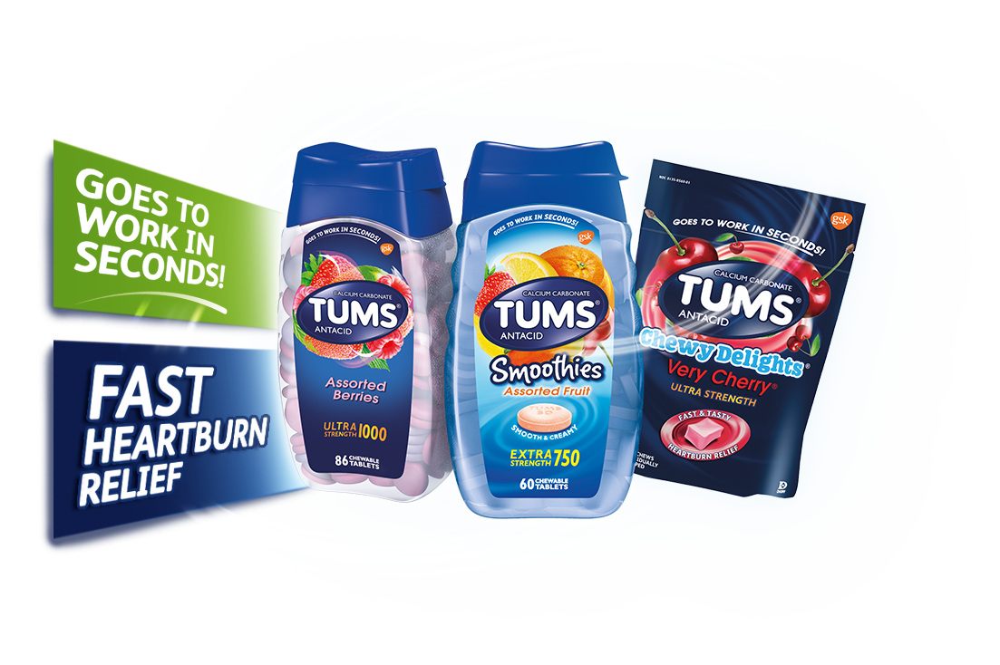 GOES TO
WORK IN
SECONDS!
FAST
HEARTBURN
RELIEF
GOES TO WORK IN SECONDS!
gsk
CALCIUM CARBONATE
TUMS®
ANTACID
Assorted
Berries
ULTRA
STRENGTH 1000
86 CHEWABLE
TABLETS
GOES TO WORK IN SECONDS!
gsk
CALCIUM CARBONATE
TUMS®
ANTACID
Smoothies
Assorted Fruit
TUMS
SMOOTH & CREAMY
EXTRA
STRENGTH 750
60 CHEWABLE
TABLETS
GOES TO WORK IN SECONDS!
gsk
CALCIUM CARBONATE
TUMS®
ANTACID
Chewy Delights®
Very Cherry®
ULTRA STRENGTH
FAST & TASTY
HEARTBURN RELIEF